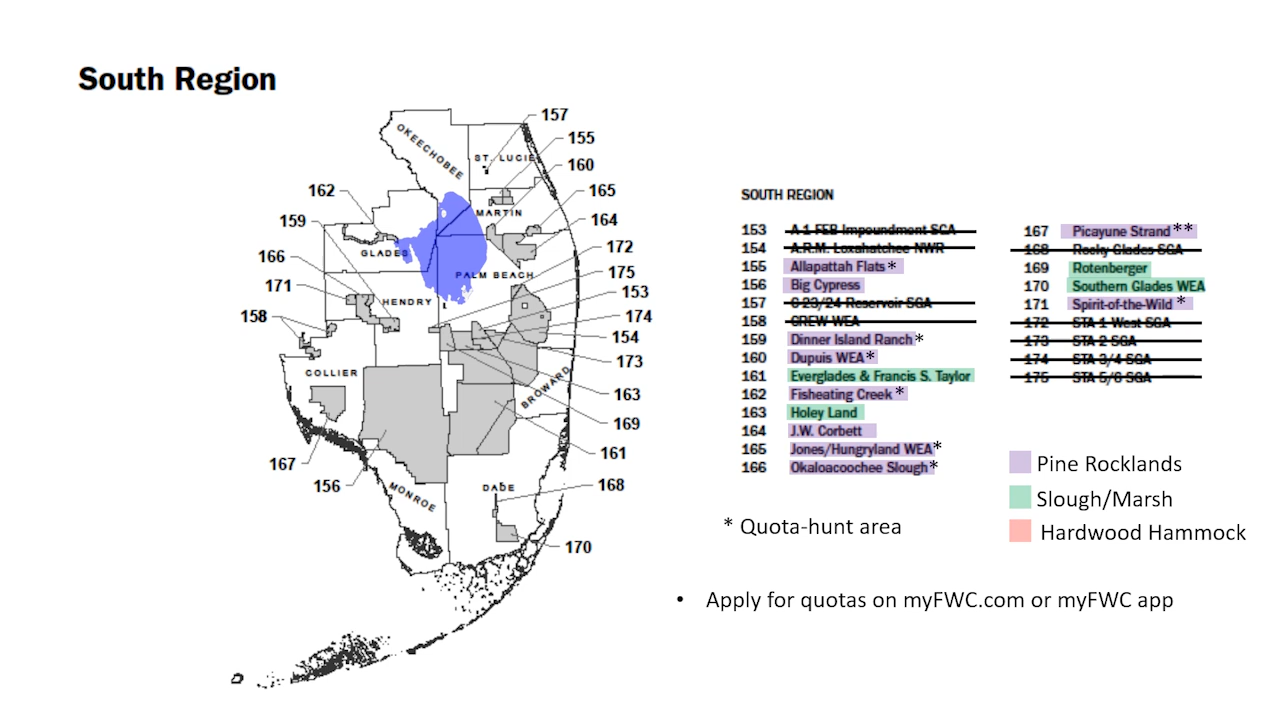 South Region
157
155
160
162
165
159
164
166
172
171
175
158
153
174
154
173
163
169
161
167
156
168
170
OKEECHOBEE
ST. LUCIE
MARTIN
GLADES
PALM BEACH
HENDRY
COLLIER
BROWARD
MONROE
DADE
SOUTH REGION
153 A-1 FEB Impoundment SGA
154 A.R.M. Loxahatchee NWR
155 Allapattah Flats *
156 Big Cypress
157 C-23/24 Reservoir SGA
158 CREW WEA
159 Dinner Island Ranch *
160 Dupuis WEA *
161 Everglades & Francis S. Taylor
162 Fisheating Creek *
163 Holey Land
164 J.W. Corbett
165 Jones/Hungryland WEA *
166 Okaloacoochee Slough *
167 Picayune Strand **
168 Rocky Glades SGA
169 Rotenberger
170 Southern Glades WEA
171 Spirit-of-the-Wild *
172 STA 1 West SGA
173 STA 2 SGA
174 STA 3/4 SGA
175 STA 5/6 SGA
Pine Rocklands
Slough/Marsh
Hardwood Hammock
* Quota-hunt area
• Apply for quotas on myFWC.com or myFWC app